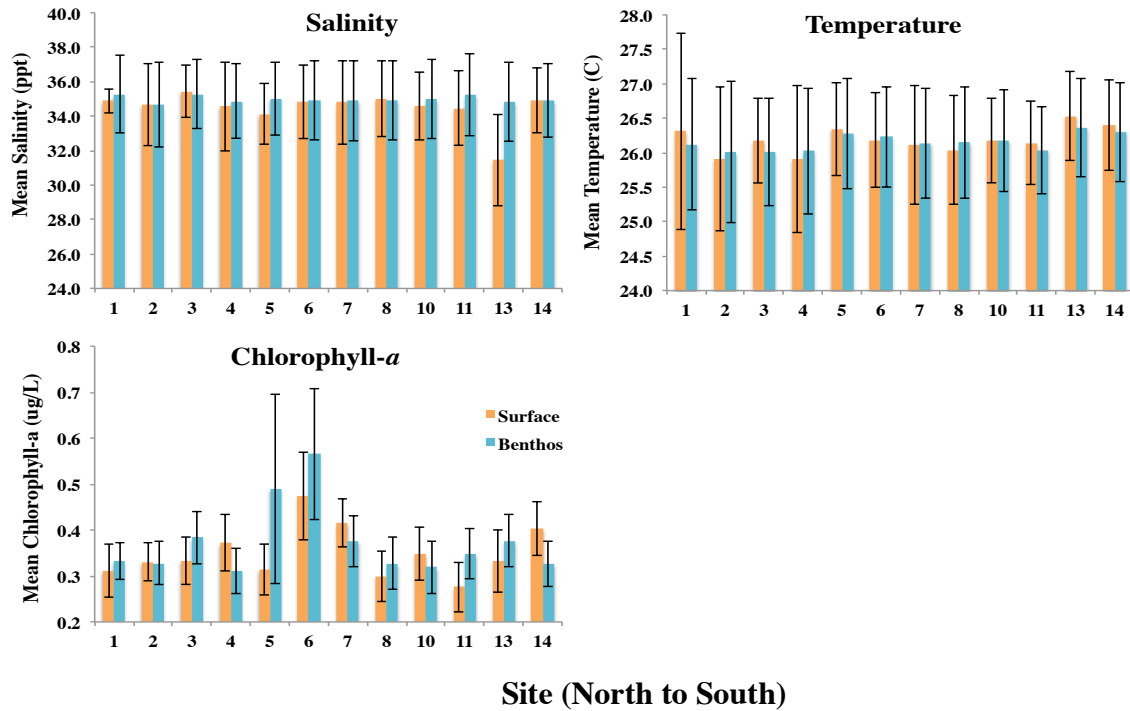 Salinity
Mean Salinity (ppt)
40.0
38.0
36.0
34.0
32.0
30.0
28.0
26.0
24.0
1 2 3 4 5 6 7 8 10 11 13 14
Temperature
Mean Temperature (C)
28.0
27.5
27.0
26.5
26.0
25.5
25.0
24.5
24.0
1 2 3 4 5 6 7 8 10 11 13 14
Chlorophyll-a
Mean Chlorophyll-a (ug/L)
0.8
0.7
0.6
0.5
0.4
0.3
0.2
Surface
Benthos
1 2 3 4 5 6 7 8 10 11 13 14
Site (North to South)